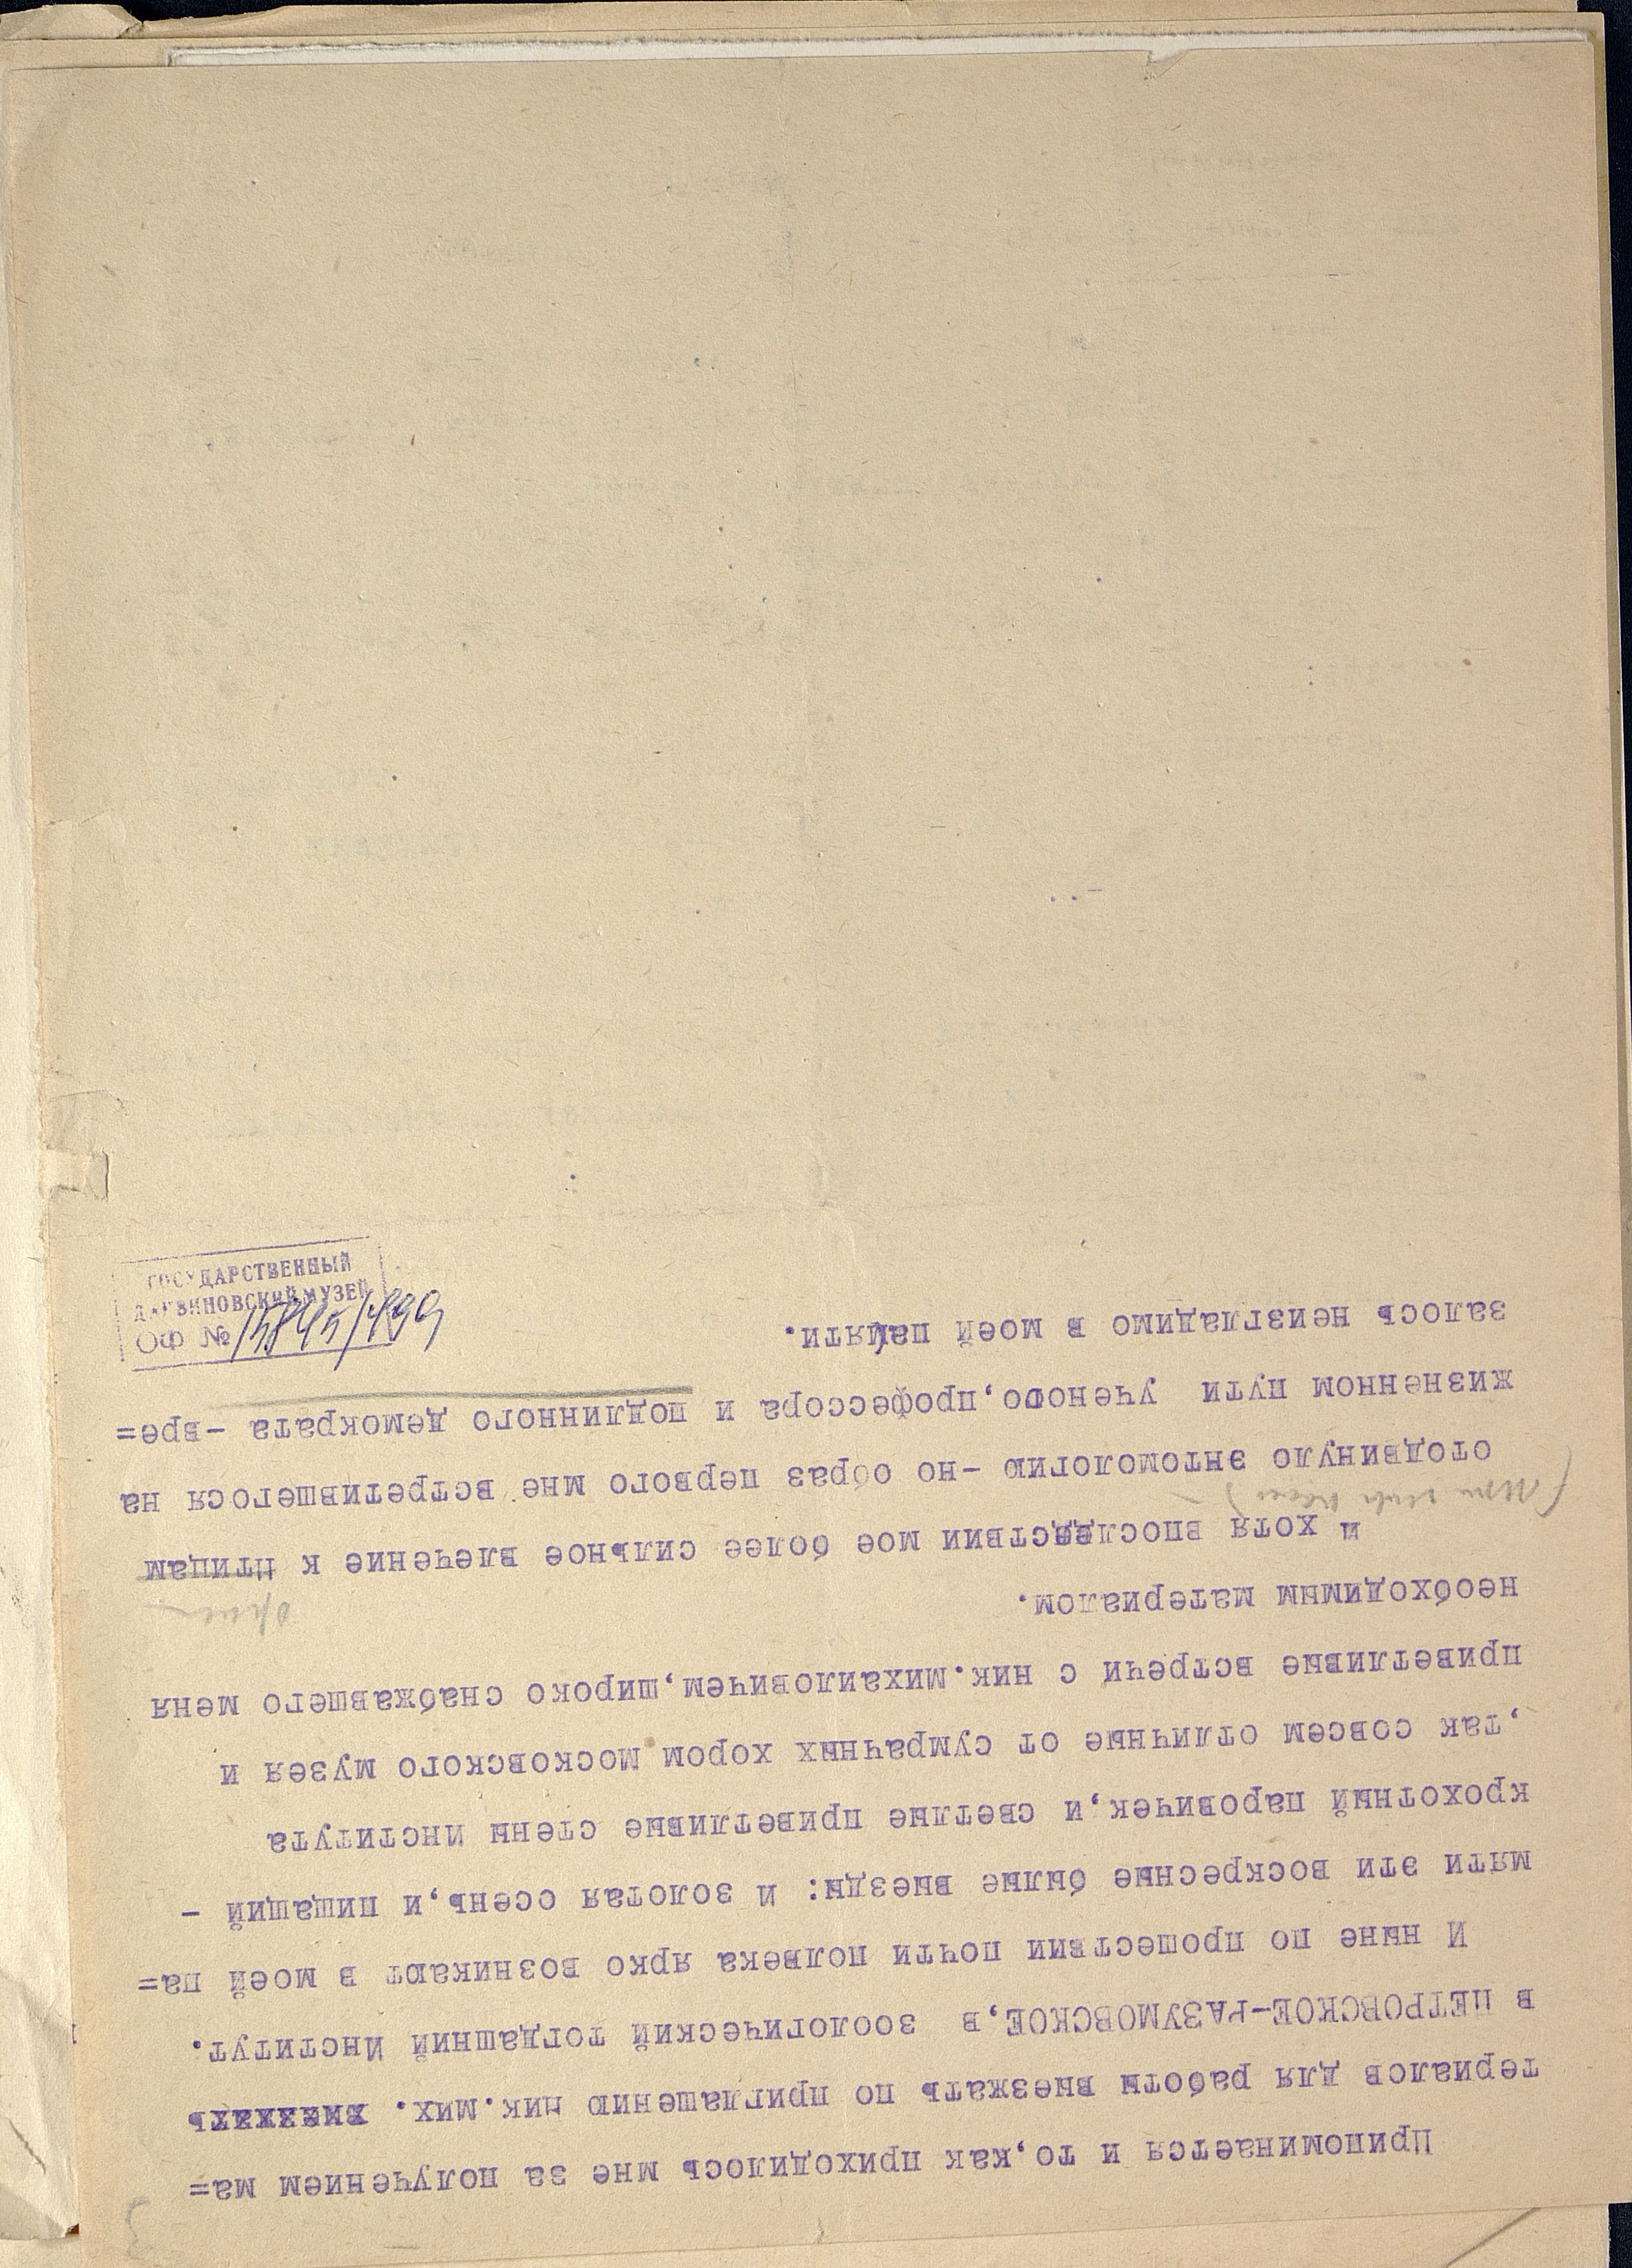 Припоминается и то,как приходилось мне за получением ма=
териалов для работы выезжать по приглашению Ник.Мих.
в ПЕТРОВСКОЕ-РАЗУМОВСКОЕ,в зоологический тогдашний Институт.
И ныне по прошествии почти полвека ярко возникают в моей па=
мяти эти воскресные былые выезды: и золотая осень,и пищащий -
крохотный паровичек,и светлые приветливые стены Института
,так совсем отличные от сумрачных хором Московского музея и
приветливые встречи с Ник.Михаиловичем,широко снабжавшего меня
необходимым материалом.
И хотя впоследствии мое более сильное влечение к птицам
отодвинуло энтомологию -но образ первого мне встретившегося на
жизненном пути ученого,профессора и подлинного демократа -вре=
залось неизгладимо в моей памяти.
ГОСУДАРСТВЕННЫЙ
ДАРВИНОВСКИЙ МУЗЕЙ
ОФ №